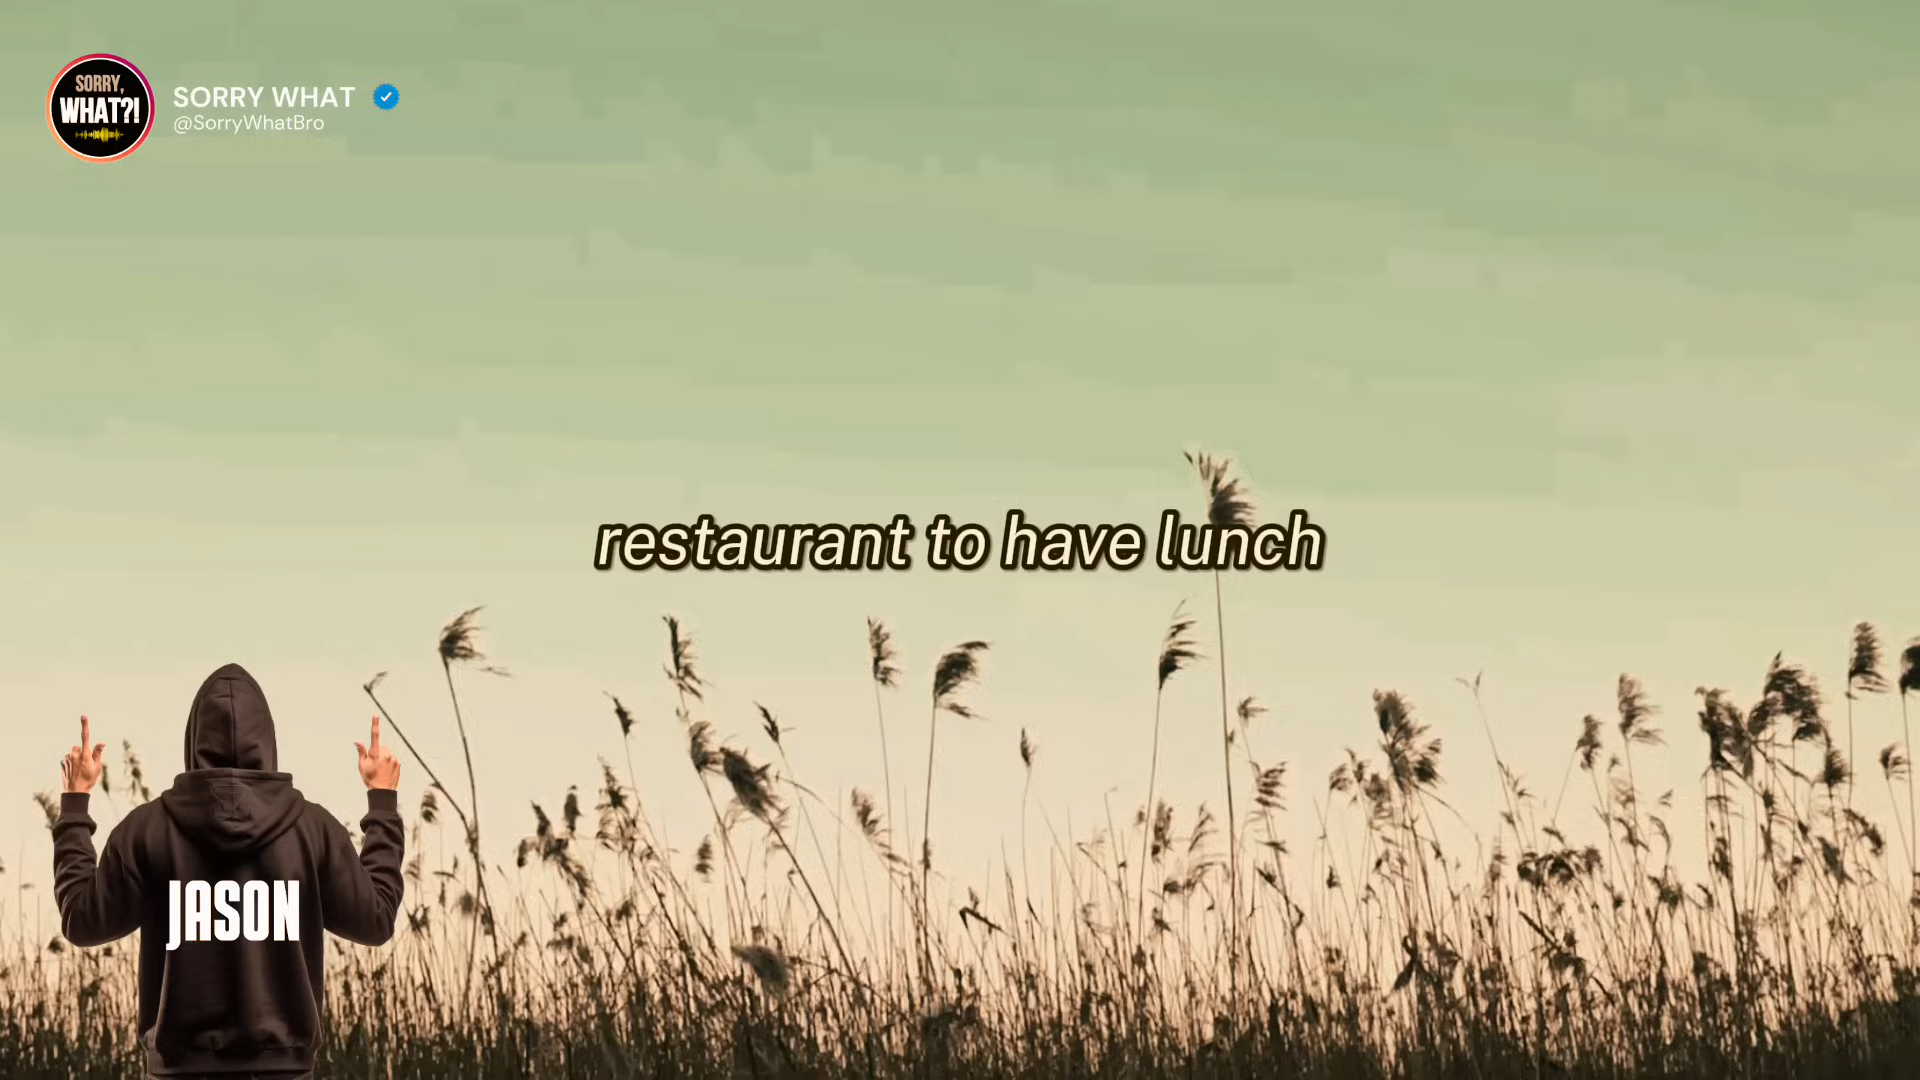 SORRY,
WHAT?!
SORRY WHAT
@SorryWhatBro
restaurant to have lunch
JASON